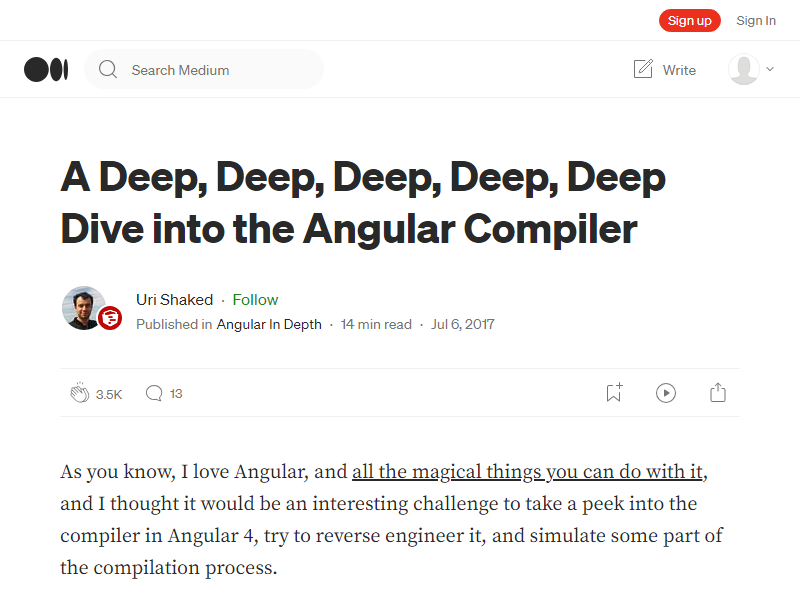 Sign up Sign In
Search Medium Write
A Deep, Deep, Deep, Deep, Deep
Dive into the Angular Compiler
Uri Shaked · Follow
Published in Angular In Depth · 14 min read · Jul 6, 2017
3.5K 13
As you know, I love Angular, and all the magical things you can do with it,
and I thought it would be an interesting challenge to take a peek into the
compiler in Angular 4, try to reverse engineer it, and simulate some part of
the compilation process.